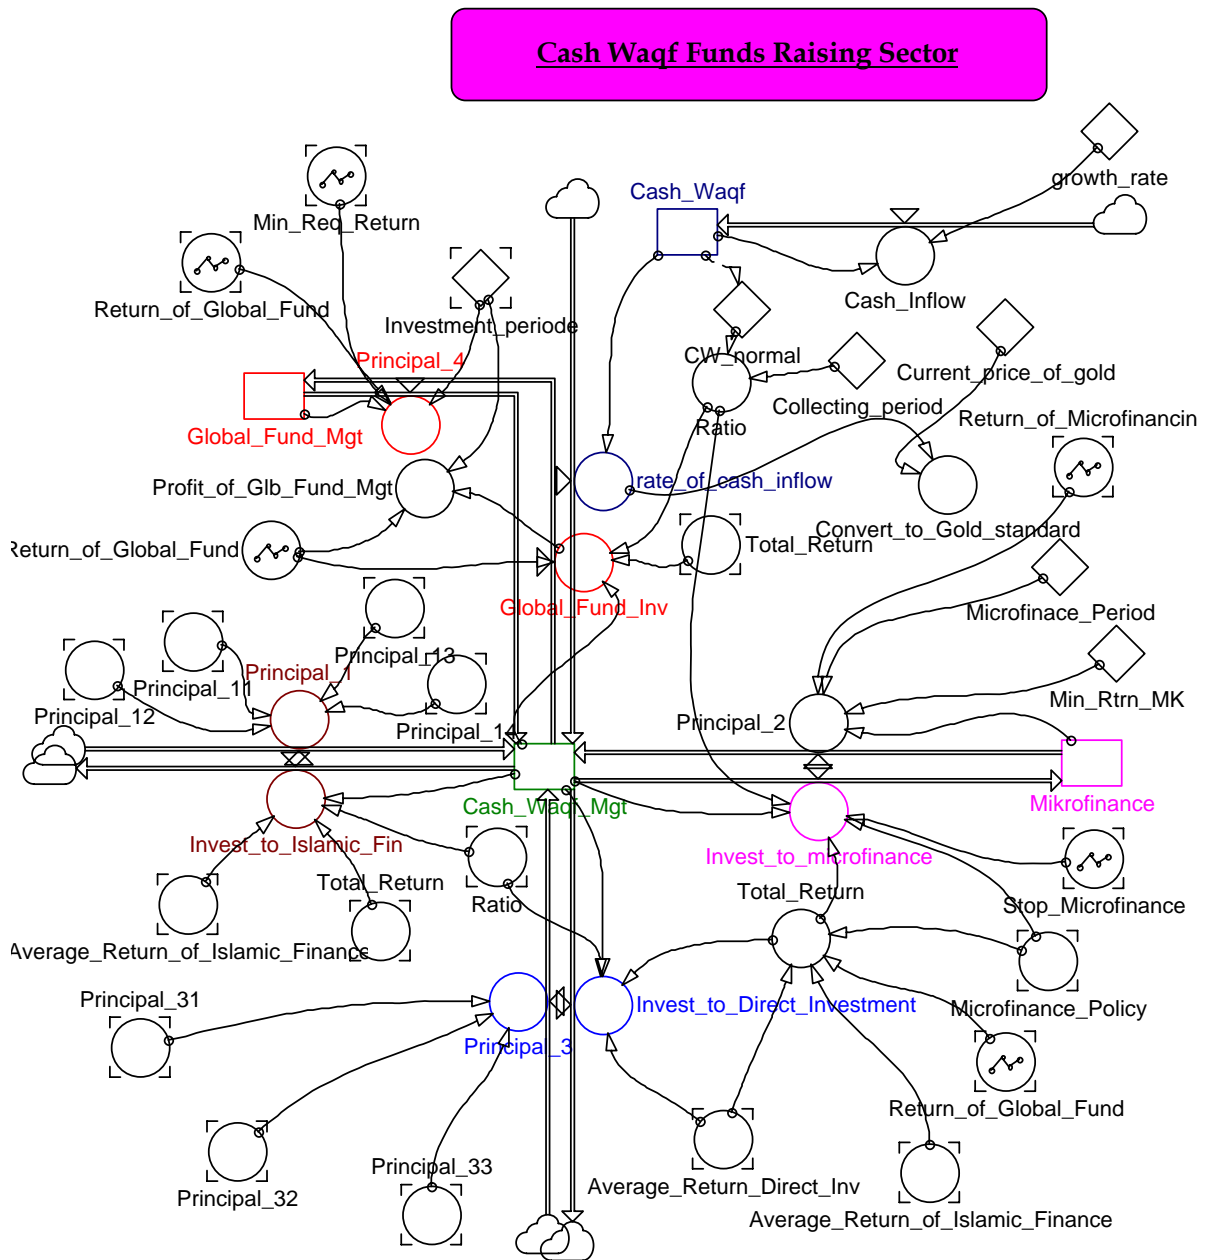 Cash Waqf Funds Raising Sector
growth_rate
Cash_Waqf
Min_Req_Return
Cash_Inflow
Return_of_Global_Fund
Investment_periode
CW_normal
Principal_4
Current_price_of_gold
Collecting_period
Return_of_Microfinancin
Global_Fund_Mgt
Ratio
Profit_of_Glb_Fund_Mgt
rate_of_cash_inflow
Convert_to_Gold_standard
Return_of_Global_Fund
Total_Return
Global_Fund_Inv
Microfinace_Period
Principal_13
Principal_1
Principal_11
Principal_12
Principal_14
Principal_2
Min_Rtrn_MK
Cash_Waqf_Mgt
Mikrofinance
Invest_to_Islamic_Fin
Invest_to_microfinance
Total_Return
Total_Return
Ratio
Stop_Microfinance
Average_Return_of_Islamic_Finance
Principal_31
Invest_to_Direct_Investment
Microfinance_Policy
Principal_3
Return_of_Global_Fund
Principal_33
Principal_32
Average_Return_Direct_Inv
Average_Return_of_Islamic_Finance